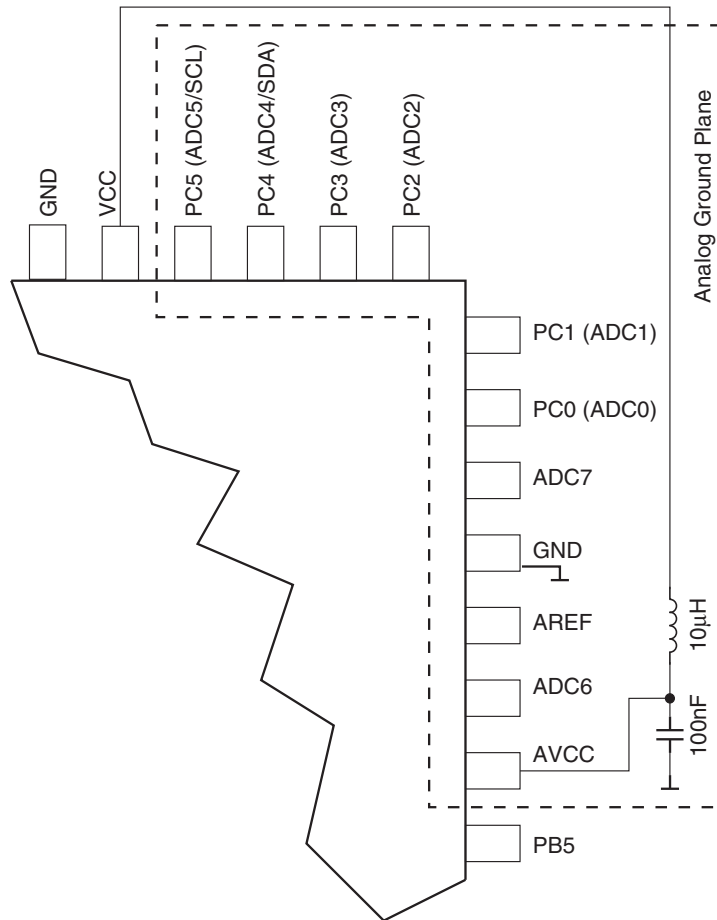 GND
VCC
PC5 (ADC5/SCL)
PC4 (ADC4/SDA)
PC3 (ADC3)
PC2 (ADC2)
Analog Ground Plane
PC1 (ADC1)
PC0 (ADC0)
ADC7
GND
AREF
10μH
ADC6
100nF
AVCC
PB5